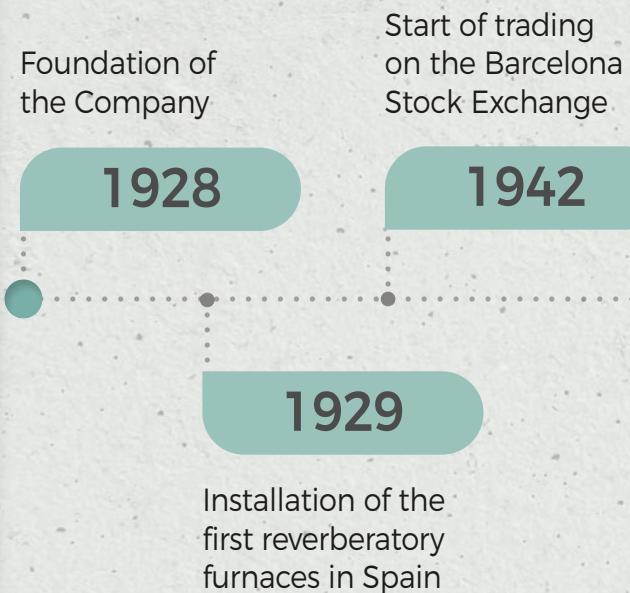 Foundation of
the Company
1928
Start of trading
on the Barcelona
Stock Exchange
1942
1929
Installation of the
first reverberatory
furnaces in Spain